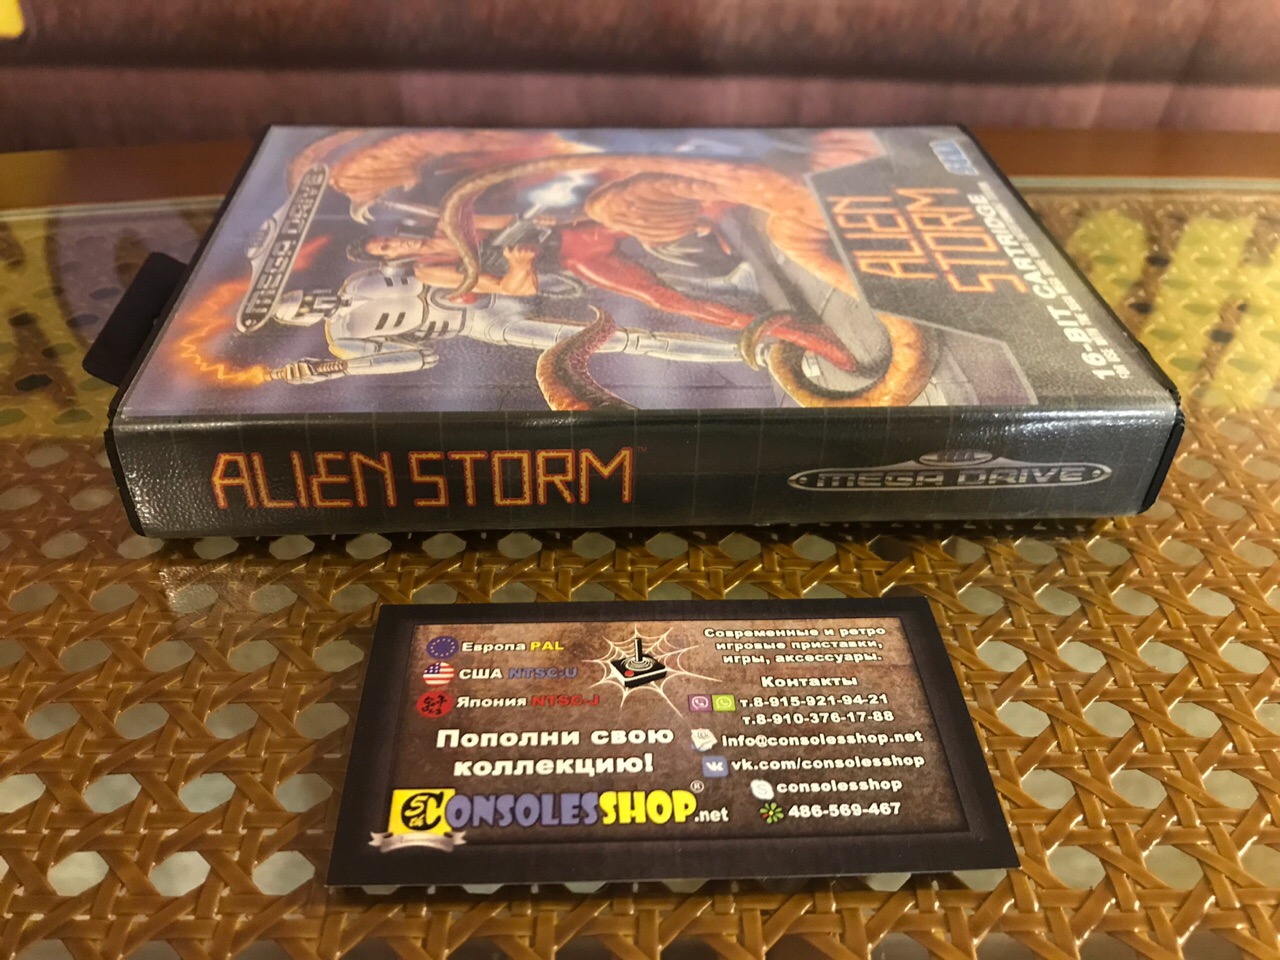 MEGA DRIVE
SEGA
ALIEN
STORM
16-BIT CARTRIDGE
ALIEN STORM™
SEGA
MEGA DRIVE
Европа PAL
США NTSC-U
Япония NTSC-J
Пополни свою
коллекцию!
CONSOLESSHOP®.net
Современные и ретро
игровые приставки,
игры, аксессуары.
Контакты
т.8-915-921-94-21
т.8-910-376-17-88
info@consolesshop.net
vk.com/consolesshop
consolesshop
486-569-467